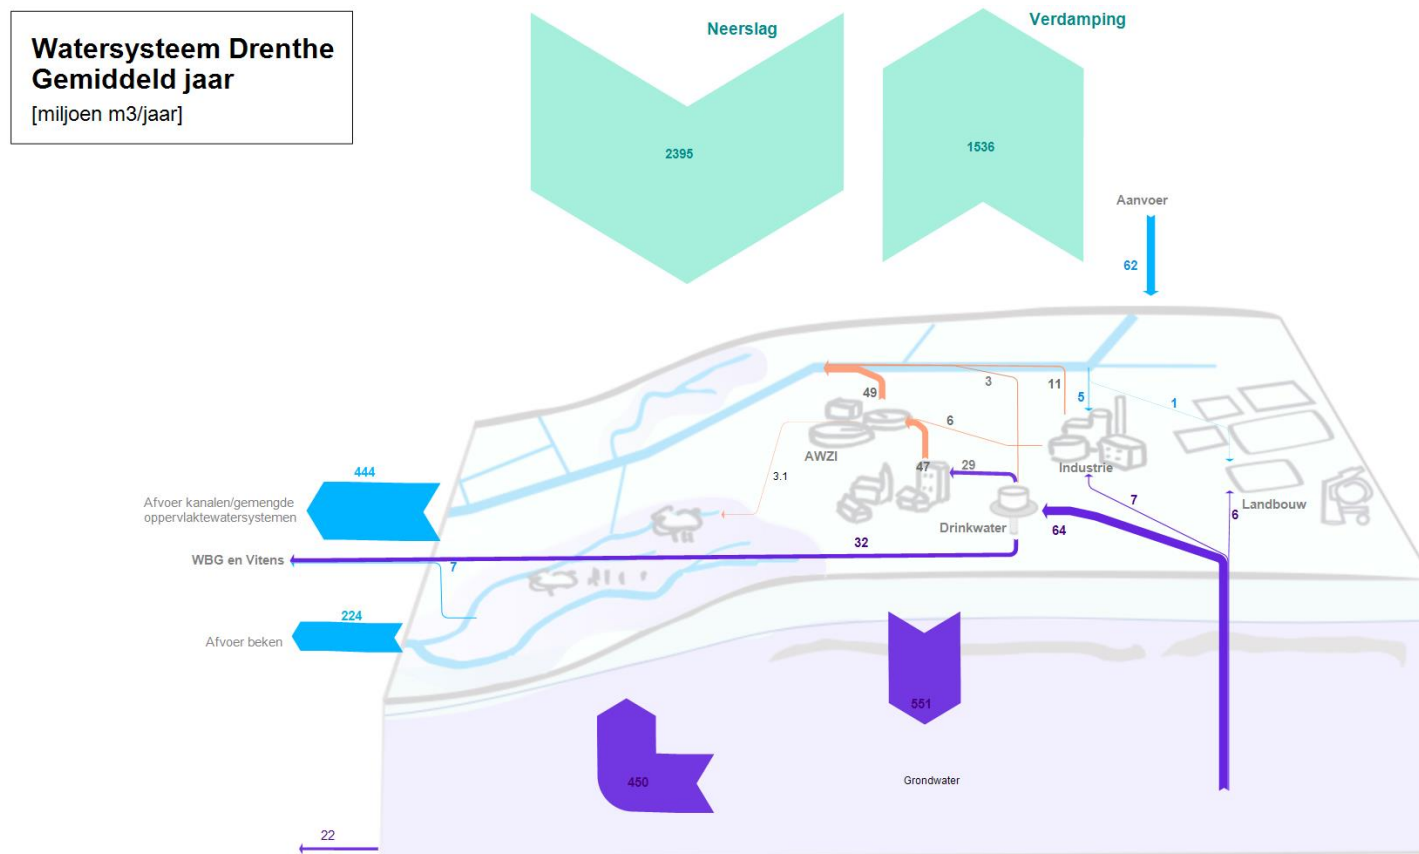 Watersysteem Drenthe
Gemiddeld jaar
[miljoen m3/jaar]
Neerslag
Verdamping
2395
1536
Aanvoer
62
3
11
5
1
49
6
AWZI
47
29
Industrie
3.1
444
Afvoer kanalen/gemengde
oppervlaktewatersystemen
7
6
Landbouw
Drinkwater
64
32
WBG en Vitens
7
224
Afvoer beken
551
450
Grondwater
22